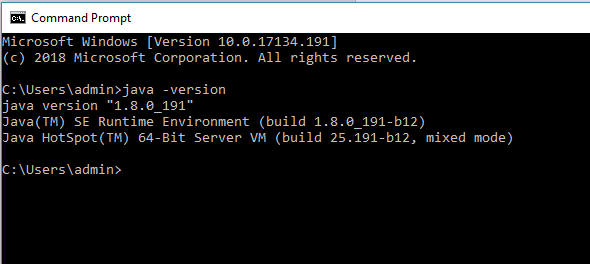 Command Prompt
Microsoft Windows [Version 10.0.17134.191]
(c) 2018 Microsoft Corporation. All rights reserved.
C:\Users\admin>java -version
java version "1.8.0_191"
Java(TM) SE Runtime Environment (build 1.8.0_191-b12)
Java HotSpot(TM) 64-Bit Server VM (build 25.191-b12, mixed mode)
C:\Users\admin>